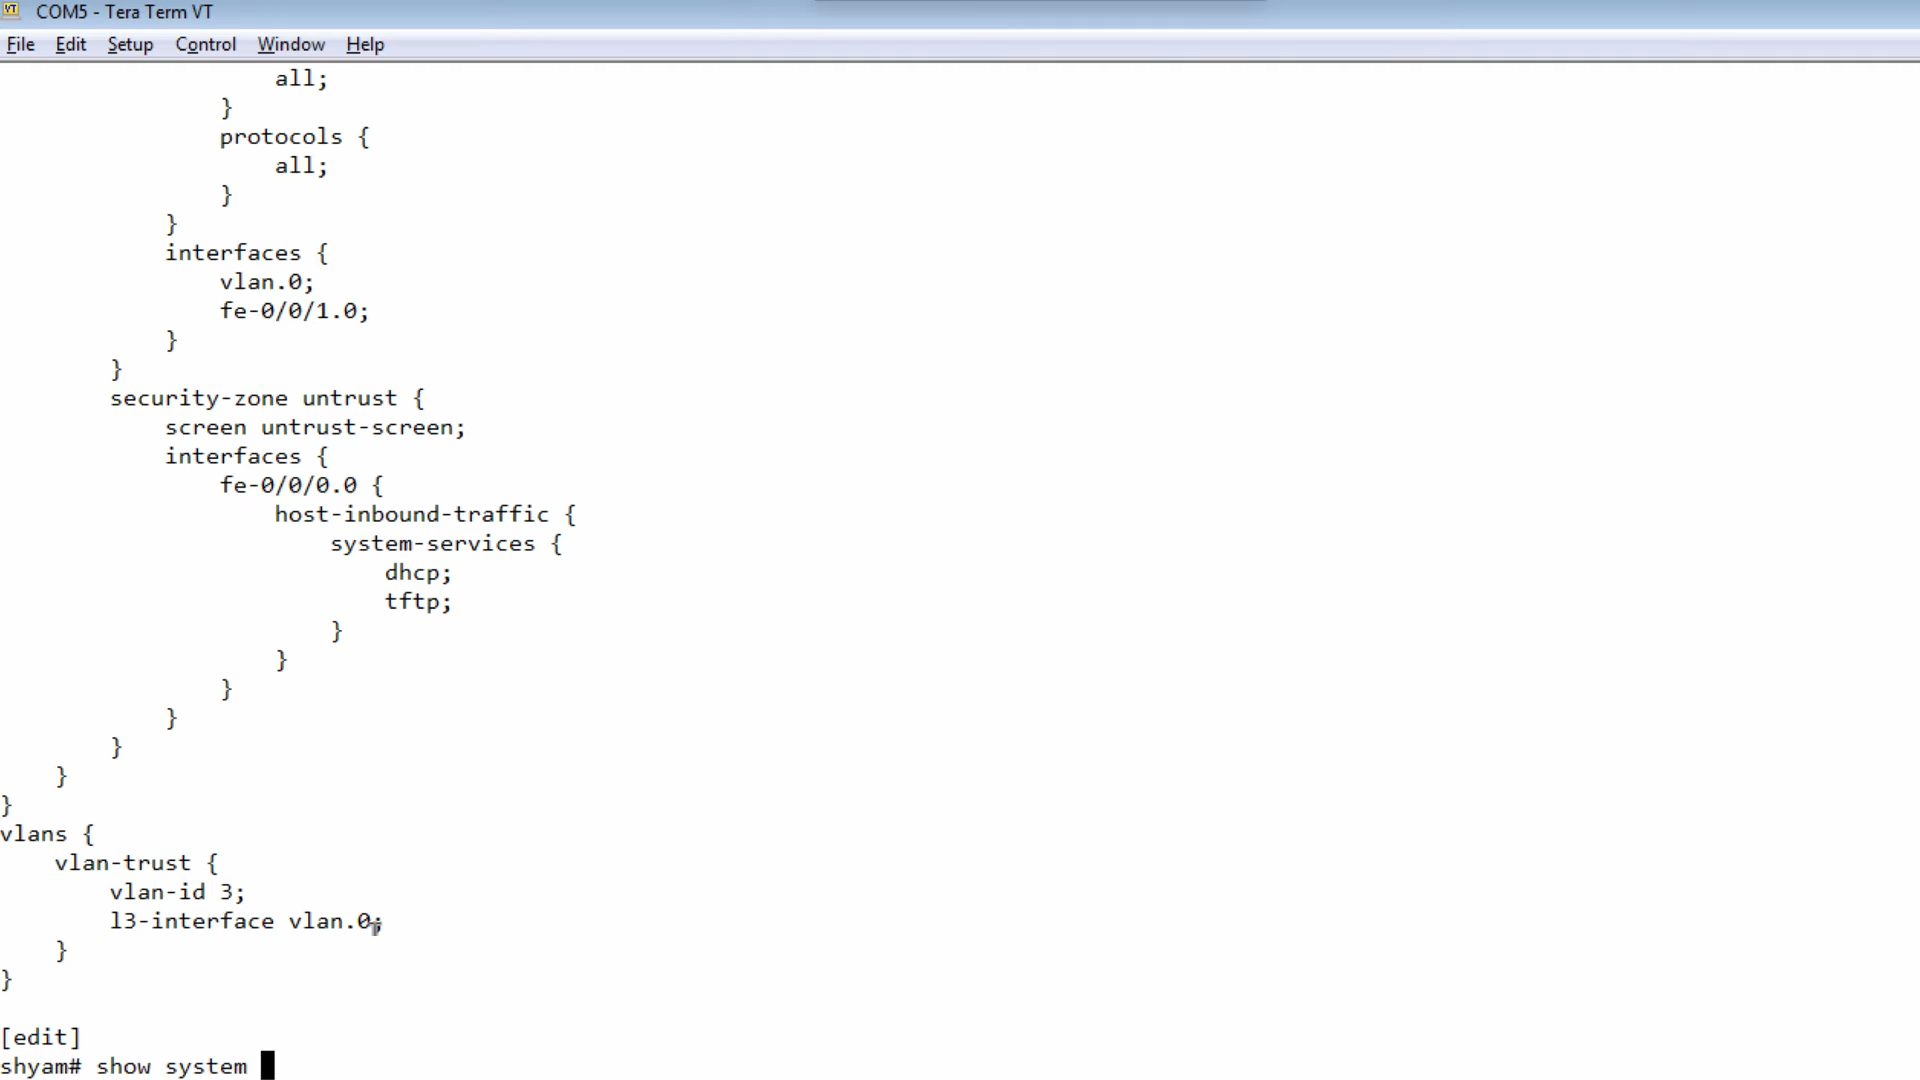 COM5 - Tera Term VT
File Edit Setup Control Window Help
all;
}
protocols {
all;
}
}
interfaces {
vlan.0;
fe-0/0/1.0;
}
}
security-zone untrust {
screen untrust-screen;
interfaces {
fe-0/0/0.0 {
host-inbound-traffic {
system-services {
dhcp;
tftp;
}
}
}
}
}
}
}
vlans {
vlan-trust {
vlan-id 3;
l3-interface vlan.0;
}
}
[edit]
shyam# show system